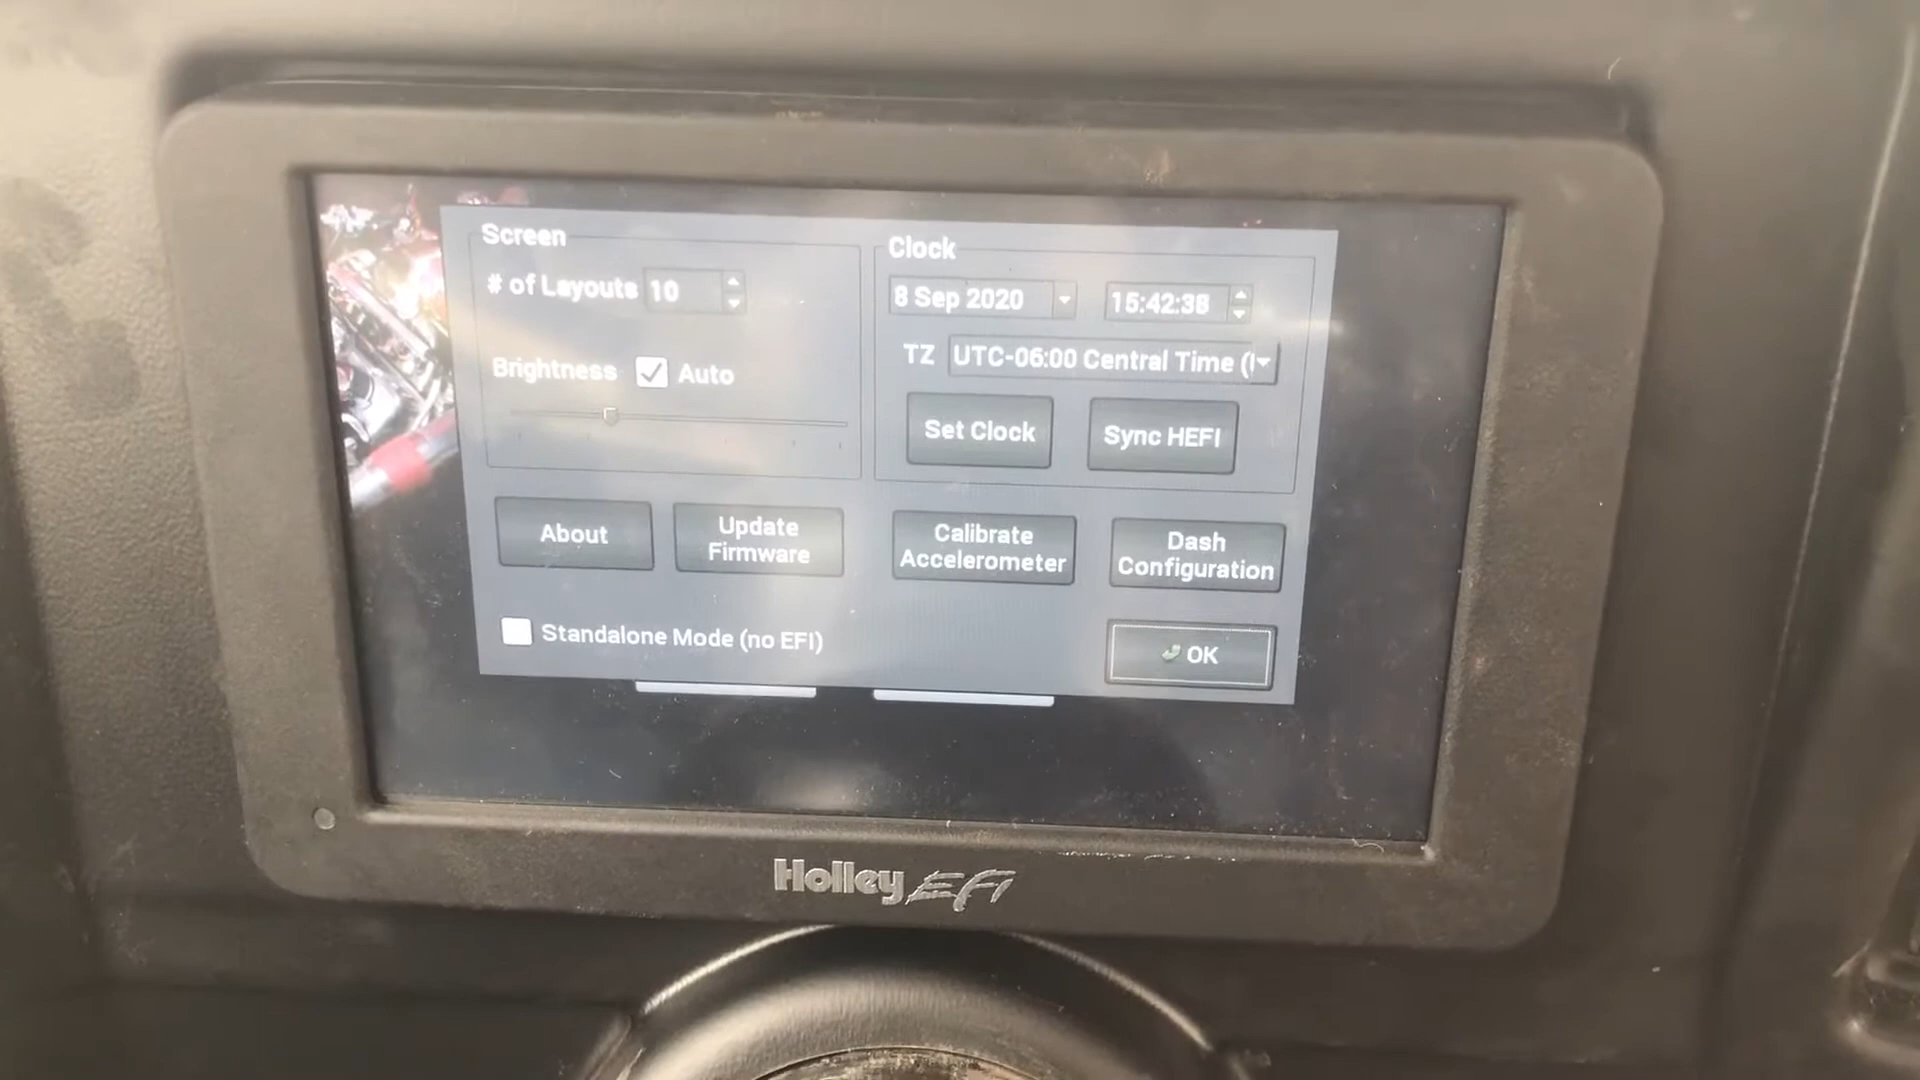 Screen
# of Layouts 10
Brightness Auto
Clock
8 Sep 2020 15:42:38
TZ UTC-06:00 Central Time (
Set Clock Sync HEFI
About
Update
Firmware
Calibrate
Accelerometer
Dash
Configuration
Standalone Mode (no EFI)
OK
Holley EFI